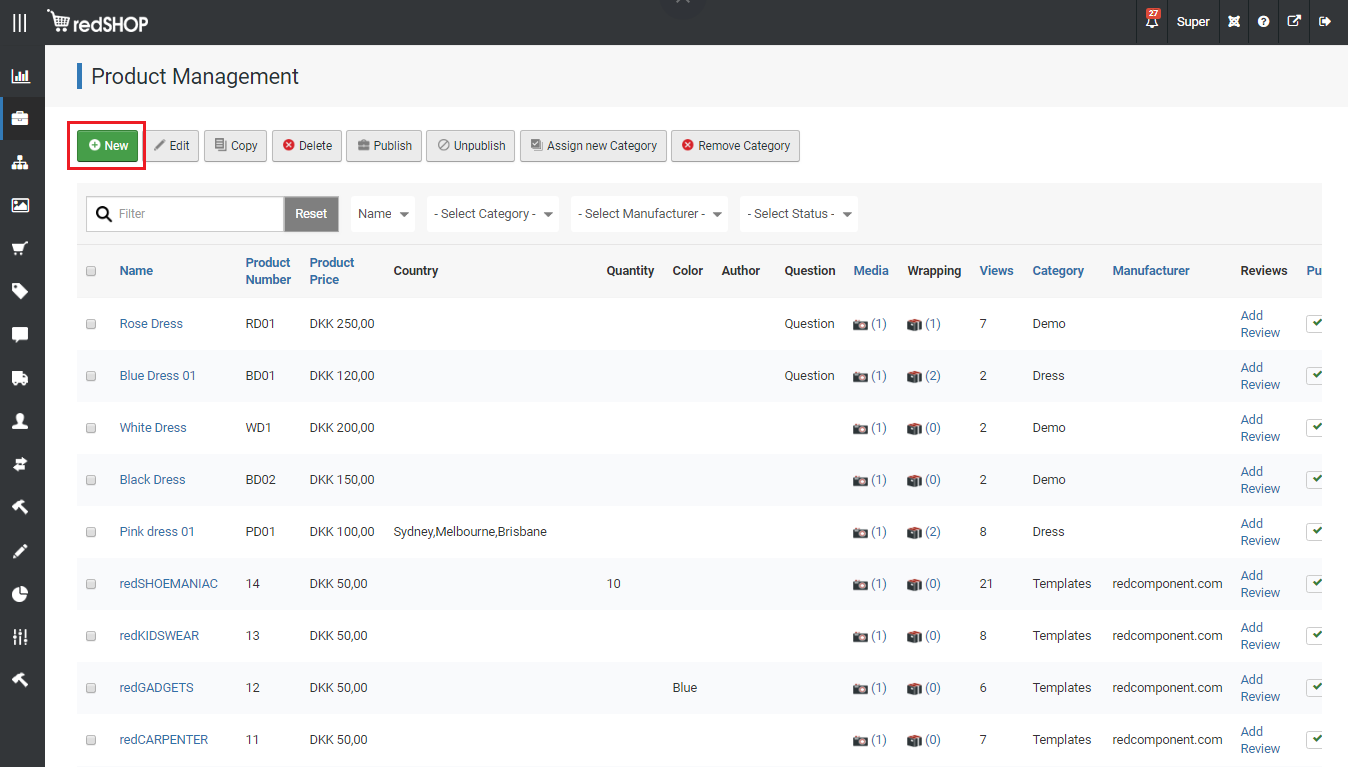 redSHOP
27
Super
Product Management
New
Edit
Copy
Delete
Publish
Unpublish
Assign new Category
Remove Category
Filter
Reset
Name
- Select Category -
- Select Manufacturer -
- Select Status -
Name Product Number Product Price Country Quantity Color Author Question Media Wrapping Views Category Manufacturer Reviews Pu
Rose Dress RD01 DKK 250,00 Question (1) (1) 7 Demo Add Review
Blue Dress 01 BD01 DKK 120,00 Question (1) (2) 2 Dress Add Review
White Dress WD1 DKK 200,00 (1) (0) 2 Demo Add Review
Black Dress BD02 DKK 150,00 (1) (0) 2 Demo Add Review
Pink dress 01 PD01 DKK 100,00 Sydney,Melbourne,Brisbane (1) (2) 8 Dress Add Review
redSHOEMANIAC 14 DKK 50,00 10 (1) (0) 21 Templates redcomponent.com Add Review
redKIDSWEAR 13 DKK 50,00 (1) (0) 8 Templates redcomponent.com Add Review
redGADGETS 12 DKK 50,00 Blue (1) (0) 6 Templates redcomponent.com Add Review
redCARPENTER 11 DKK 50,00 (1) (0) 7 Templates redcomponent.com Add Review